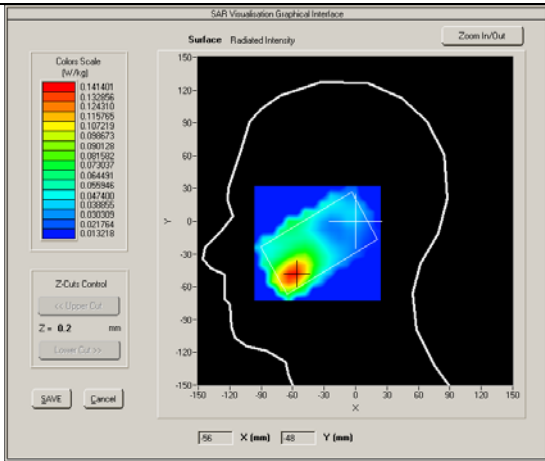 SAR Visualisation Graphical Interface
Surface Radiated Intensity
Zoom In/Out
Colors Scale
(W/kg)
0.141401
0.132856
0.124310
0.115765
0.107219
0.098673
0.090128
0.081582
0.073037
0.064491
0.055946
0.047400
0.038855
0.030309
0.021764
0.013218
Z-Cuts Control
<< Upper Cut
Z = 0.2 mm
Lower Cut >>
SAVE Cancel
150-
120-
90-
60-
30-
0-
-30-
-60-
-90-
-120-
-150-
Y
-150 -120 -90 -60 -30 0 30 60 90 120 150
X
-56 X (mm) -48 Y (mm)